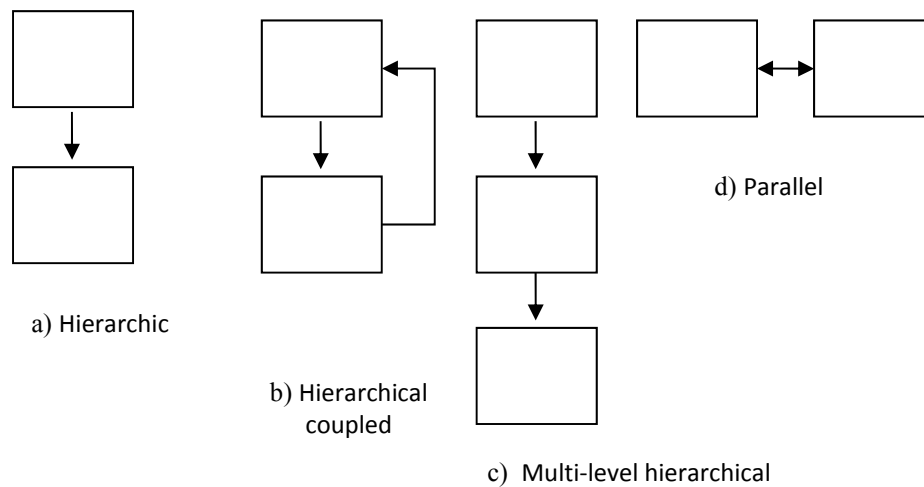 a) Hierarchic
b) Hierarchical
coupled
c) Multi-level hierarchical
d) Parallel